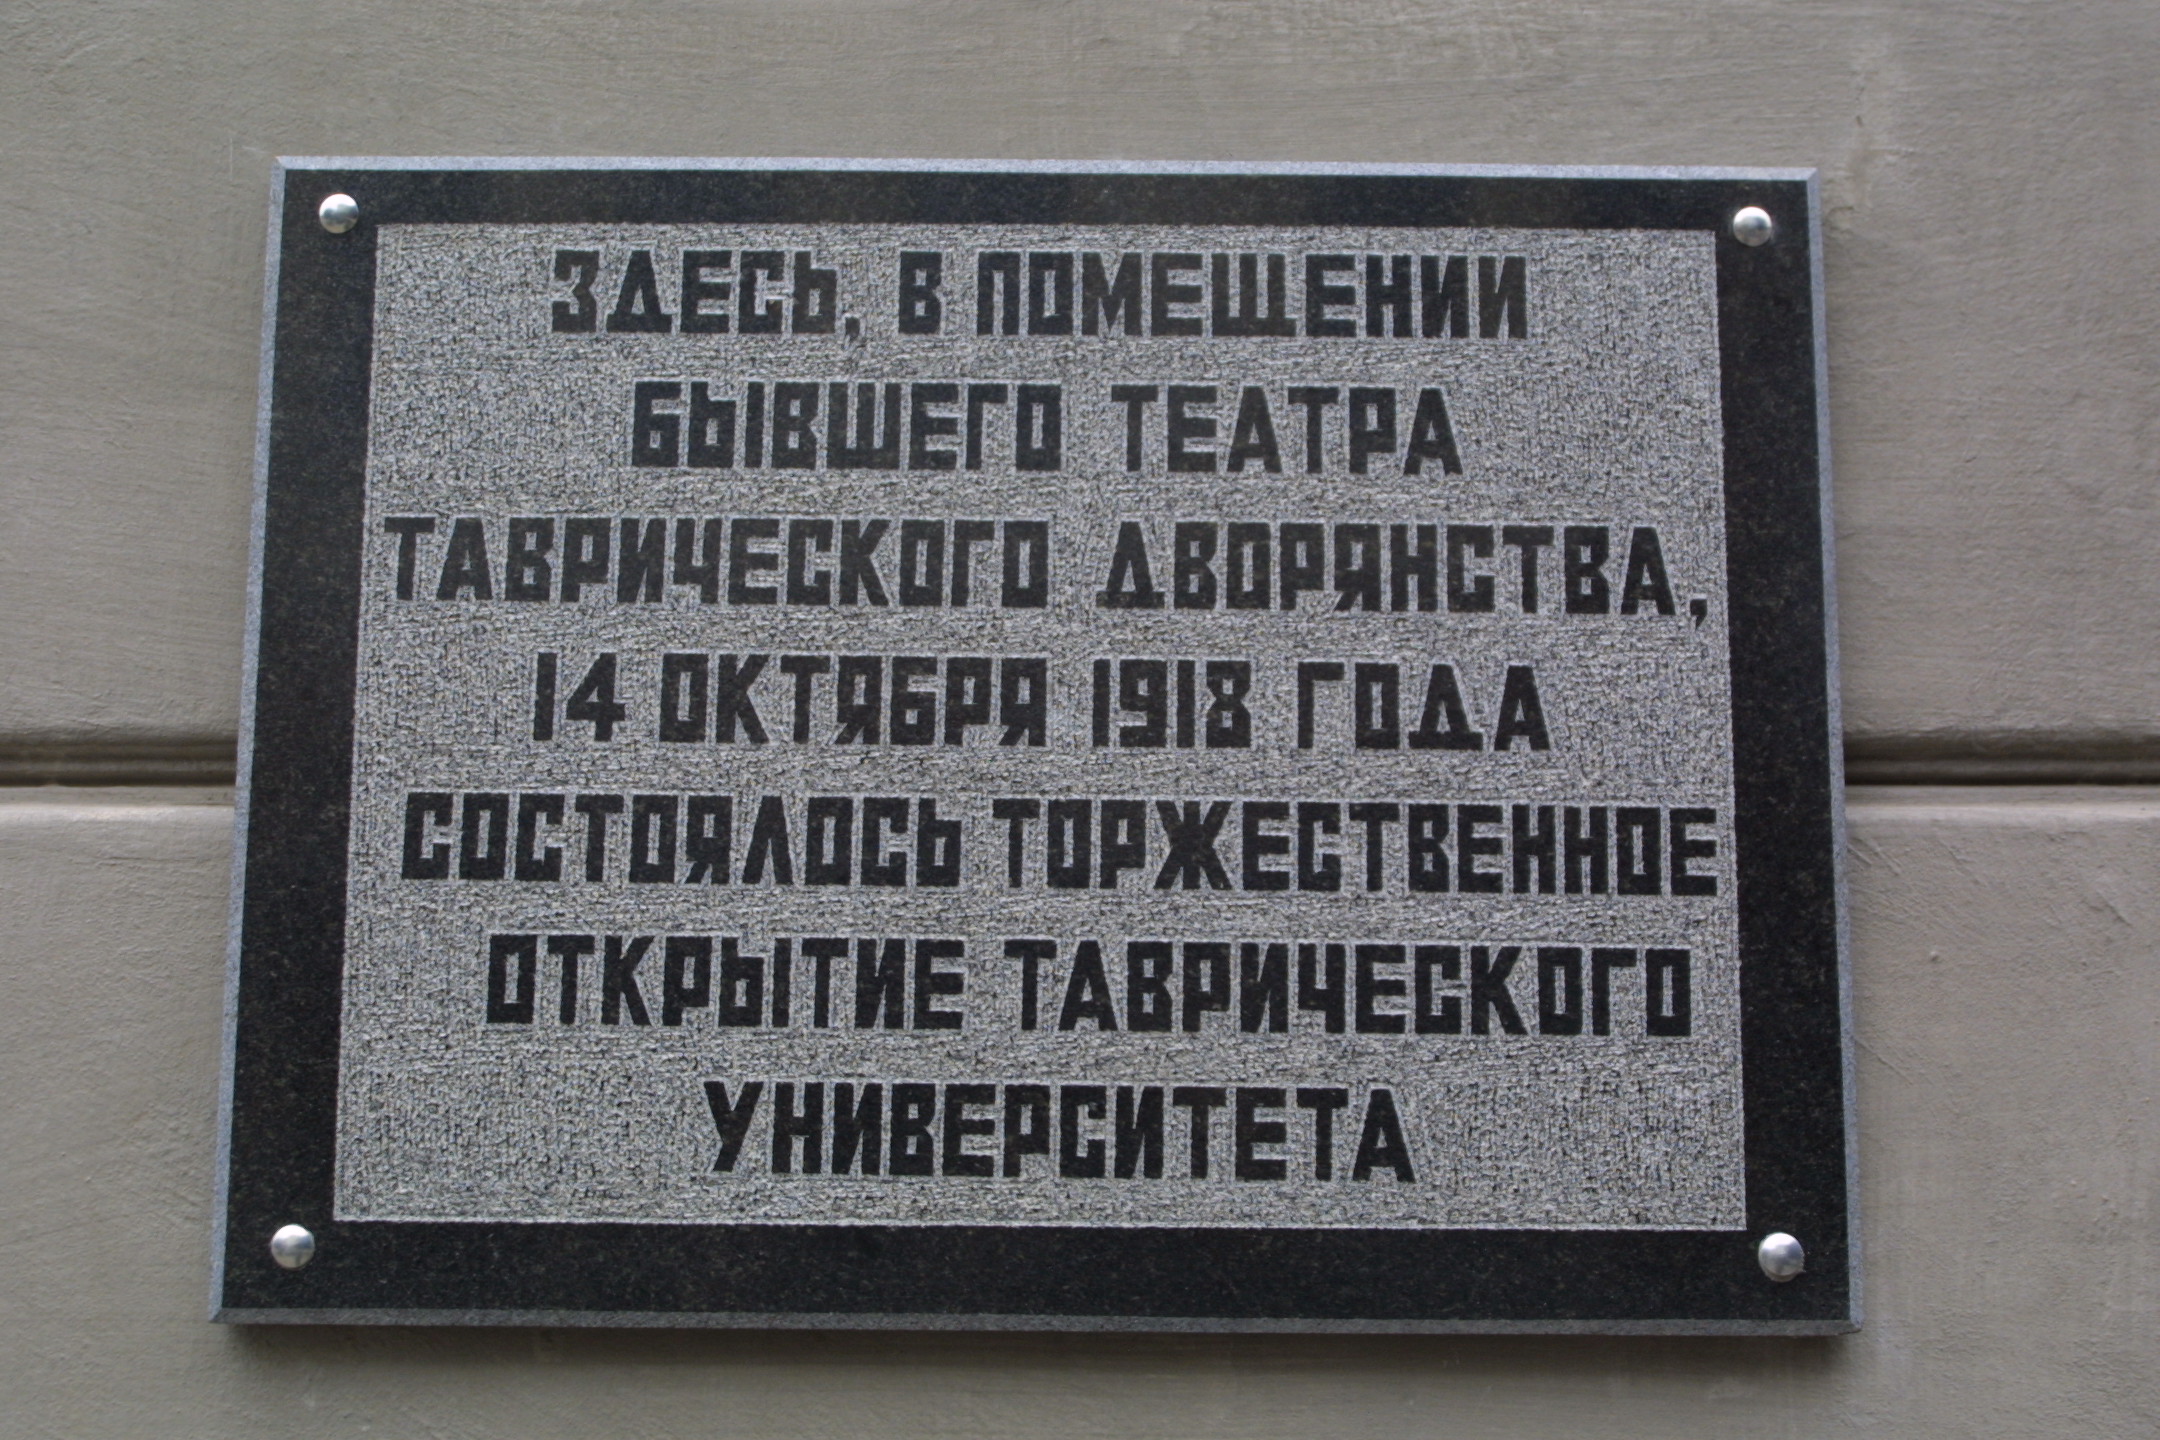 ЗДЕСЬ, В ПОМЕЩЕНИИ
БЫВШЕГО ТЕАТРА
ТАВРИЧЕСКОГО ДВОРЯНСТВА,
14 ОКТЯБРЯ 1918 ГОДА
СОСТОЯЛОСЬ ТОРЖЕСТВЕННОЕ
ОТКРЫТИЕ ТАВРИЧЕСКОГО
УНИВЕРСИТЕТА